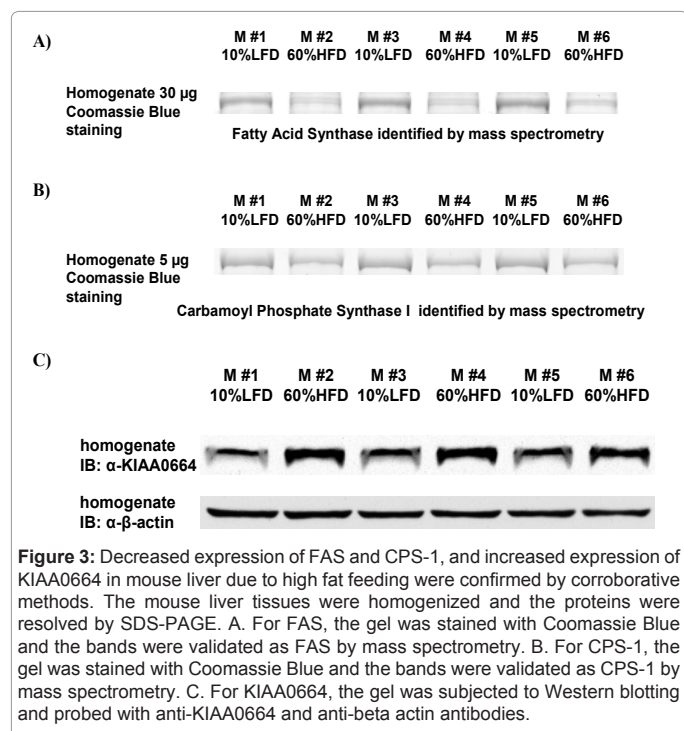 A)
M #1 M #2 M #3 M #4 M #5 M #6
10%LFD 60%HFD 10%LFD 60%HFD 10%LFD 60%HFD
Homogenate 30 µg
Coomassie Blue
staining
Fatty Acid Synthase identified by mass spectrometry
B)
M #1 M #2 M #3 M #4 M #5 M #6
10%LFD 60%HFD 10%LFD 60%HFD 10%LFD 60%HFD
Homogenate 5 µg
Coomassie Blue
staining
Carbamoyl Phosphate Synthase I identified by mass spectrometry
C)
M #1 M #2 M #3 M #4 M #5 M #6
10%LFD 60%HFD 10%LFD 60%HFD 10%LFD 60%HFD
homogenate
IB: α-KIAA0664
homogenate
IB: α-β-actin
Figure 3: Decreased expression of FAS and CPS-1, and increased expression of
KIAA0664 in mouse liver due to high fat feeding were confirmed by corroborative
methods. The mouse liver tissues were homogenized and the proteins were
resolved by SDS-PAGE. A. For FAS, the gel was stained with Coomassie Blue
and the bands were validated as FAS by mass spectrometry. B. For CPS-1, the
gel was stained with Coomassie Blue and the bands were validated as CPS-1 by
mass spectrometry. C. For KIAA0664, the gel was subjected to Western blotting
and probed with anti-KIAA0664 and anti-beta actin antibodies.